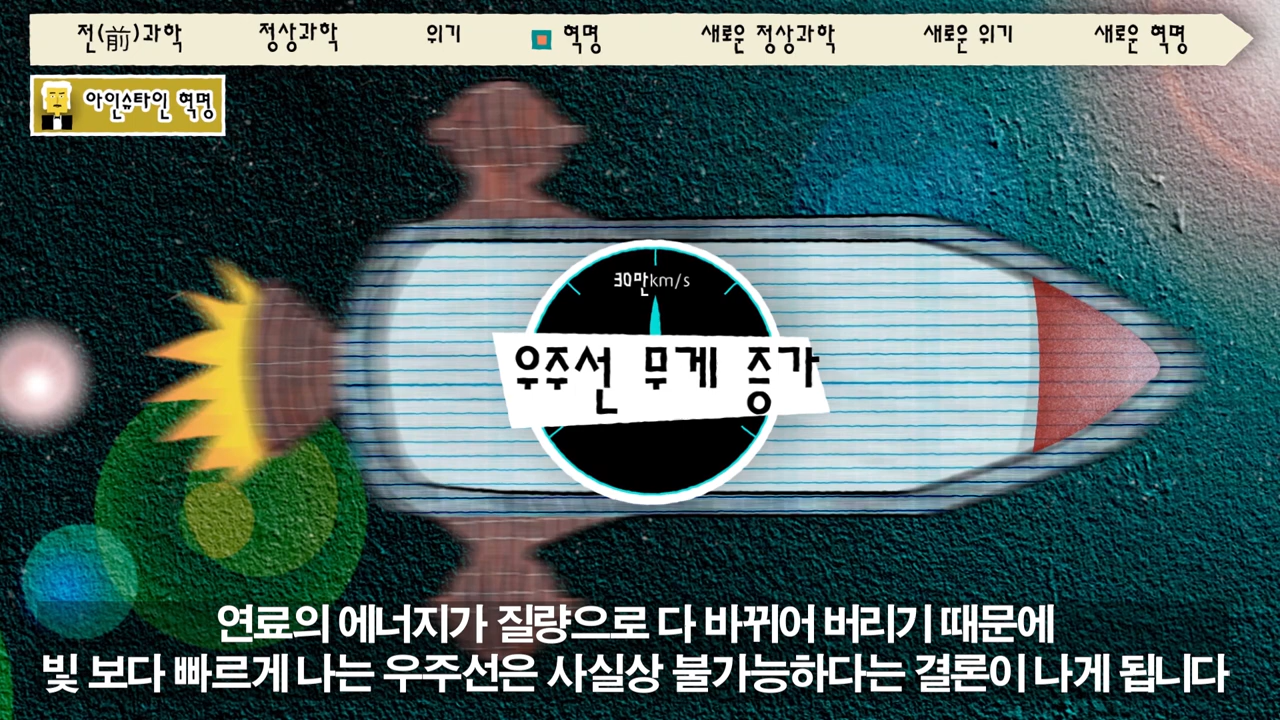 전(前)과학 정상과학 위기 혁명 새로운 정상과학 새로운 위기 새로운 혁명
아인슈타인 혁명
30만km/s
우주선 무게 증가
연료의 에너지가 질량으로 다 바뀌어 버리기 때문에
빛 보다 빠르게 나는 우주선은 사실상 불가능하다는 결론이 나게 됩니다